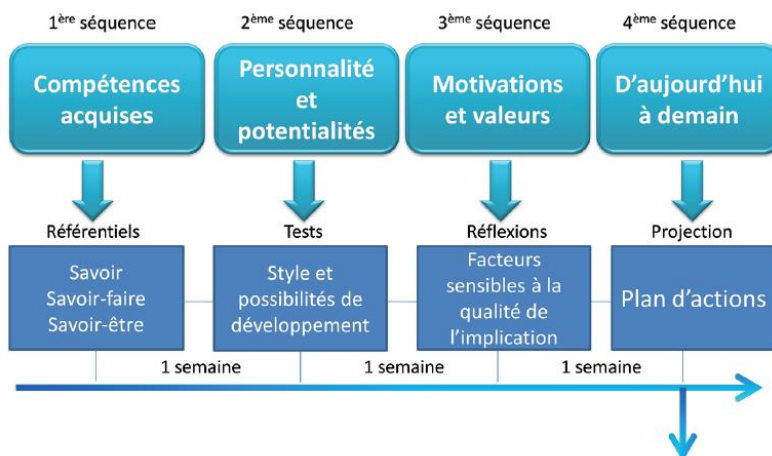 1ère séquence
2ème séquence
3ème séquence
4ème séquence
Compétences
acquises
Personnalité
et
potentialités
Motivations
et valeurs
D'aujourd'hui
à demain
Référentiels
Tests
Réflexions
Projection
Savoir
Savoir-faire
Savoir-être
Style et
possibilités de
développement
Facteurs
sensibles à la
qualité de
l'implication
Plan d'actions
1 semaine
1 semaine
1 semaine